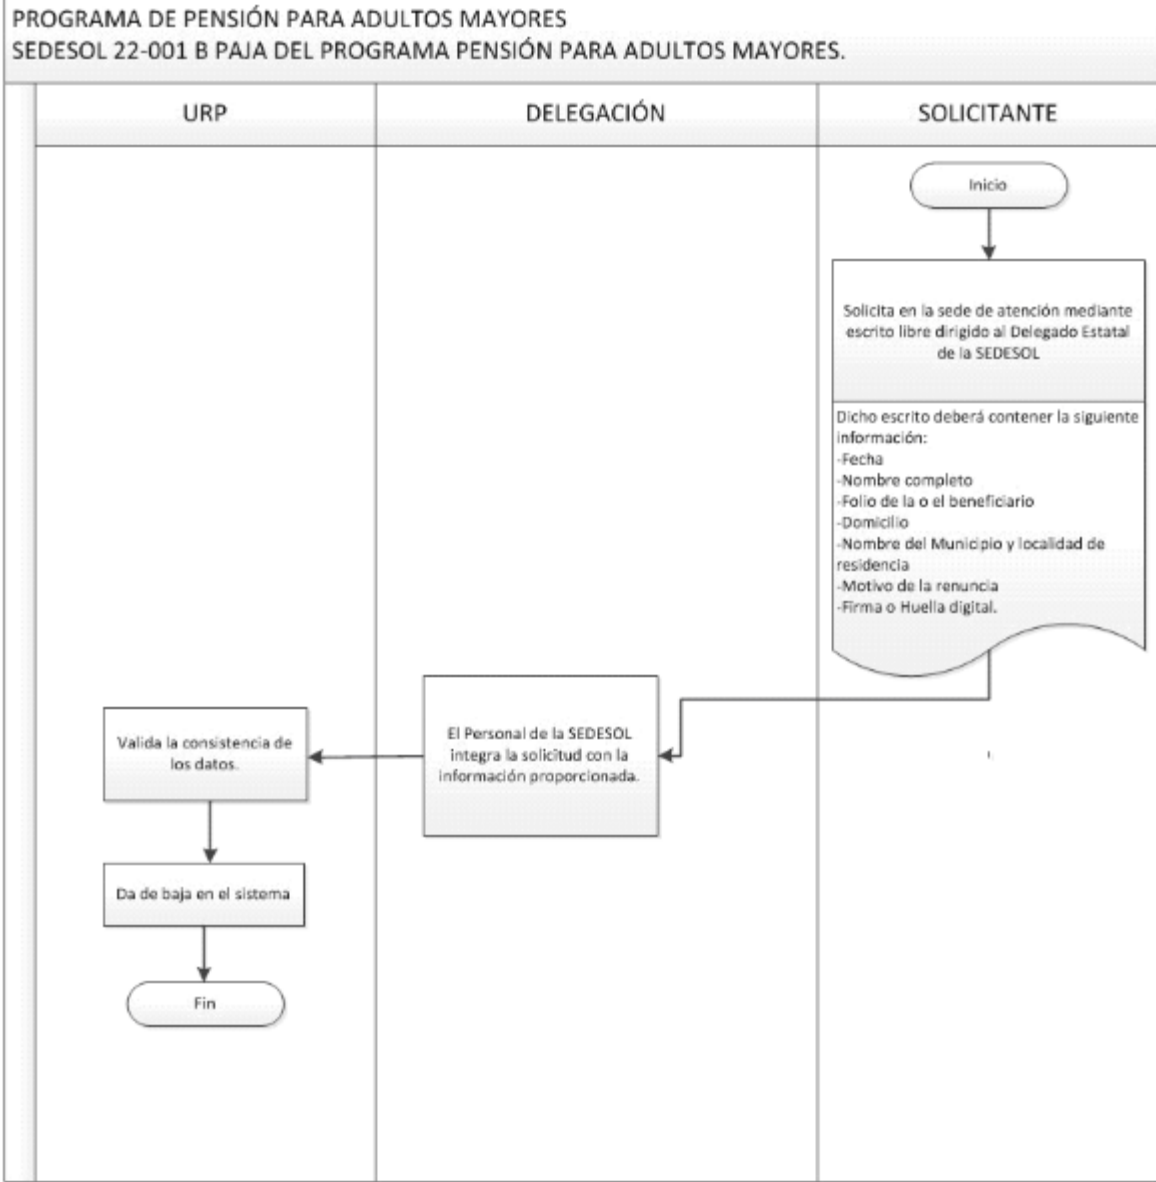 PROGRAMA DE PENSIÓN PARA ADULTOS MAYORES
SEDESOL 22-001 B PAJA DEL PROGRAMA PENSIÓN PARA ADULTOS MAYORES.
URP
DELEGACIÓN
SOLICITANTE
Inicio
Solicita en la sede de atención mediante
escrito libre dirigido al Delegado Estatal
de la SEDESOL
Dicho escrito deberá contener la siguiente
información:
-Fecha
-Nombre completo
-Folio de la o el beneficiario
-Domicilio
-Nombre del Municipio y localidad de
residencia
-Motivo de la renuncia
-Firma o Huella digital.
El Personal de la SEDESOL
integra la solicitud con la
información proporcionada.
Valida la consistencia de
los datos.
Da de baja en el sistema
Fin